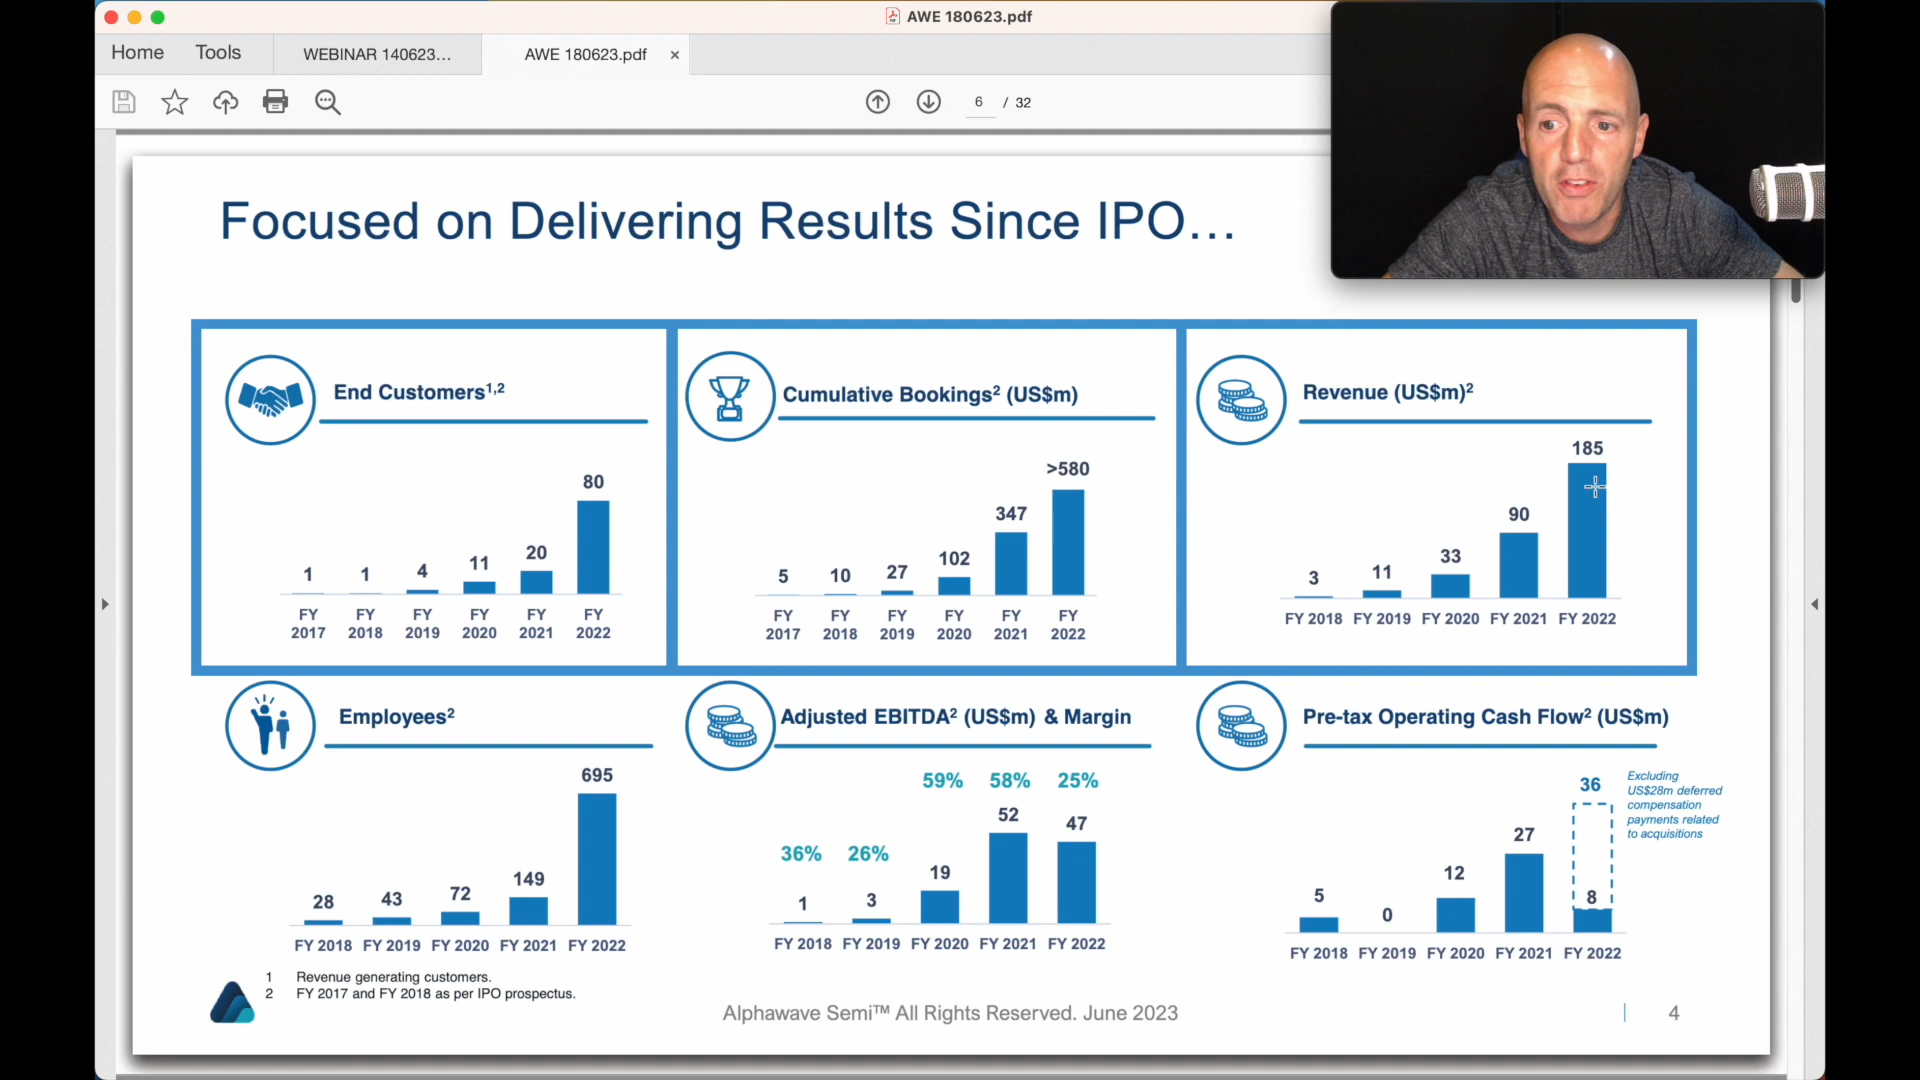 AWE 180623.pdf
Home
Tools
WEBINAR 140623...
AWE 180623.pdf
6 / 32
Focused on Delivering Results Since IPO...
End Customers1,2
80
20
11
4
1
1
FY 2017
FY 2018
FY 2019
FY 2020
FY 2021
FY 2022
Cumulative Bookings2 (US$m)
>580
347
102
27
10
5
FY 2017
FY 2018
FY 2019
FY 2020
FY 2021
FY 2022
Revenue (US$m)2
185
90
33
11
3
FY 2018 FY 2019 FY 2020 FY 2021 FY 2022
Employees2
695
149
72
43
28
FY 2018 FY 2019 FY 2020 FY 2021 FY 2022
Adjusted EBITDA2 (US$m) & Margin
59% 58% 25%
36% 26%
52
47
19
3
1
FY 2018 FY 2019 FY 2020 FY 2021 FY 2022
Pre-tax Operating Cash Flow2 (US$m)
36
Excluding
US$28m deferred
compensation
payments related
to acquisitions
27
12
8
5
0
FY 2018 FY 2019 FY 2020 FY 2021 FY 2022
1 Revenue generating customers.
2 FY 2017 and FY 2018 as per IPO prospectus.
Alphawave Semi™ All Rights Reserved. June 2023
4